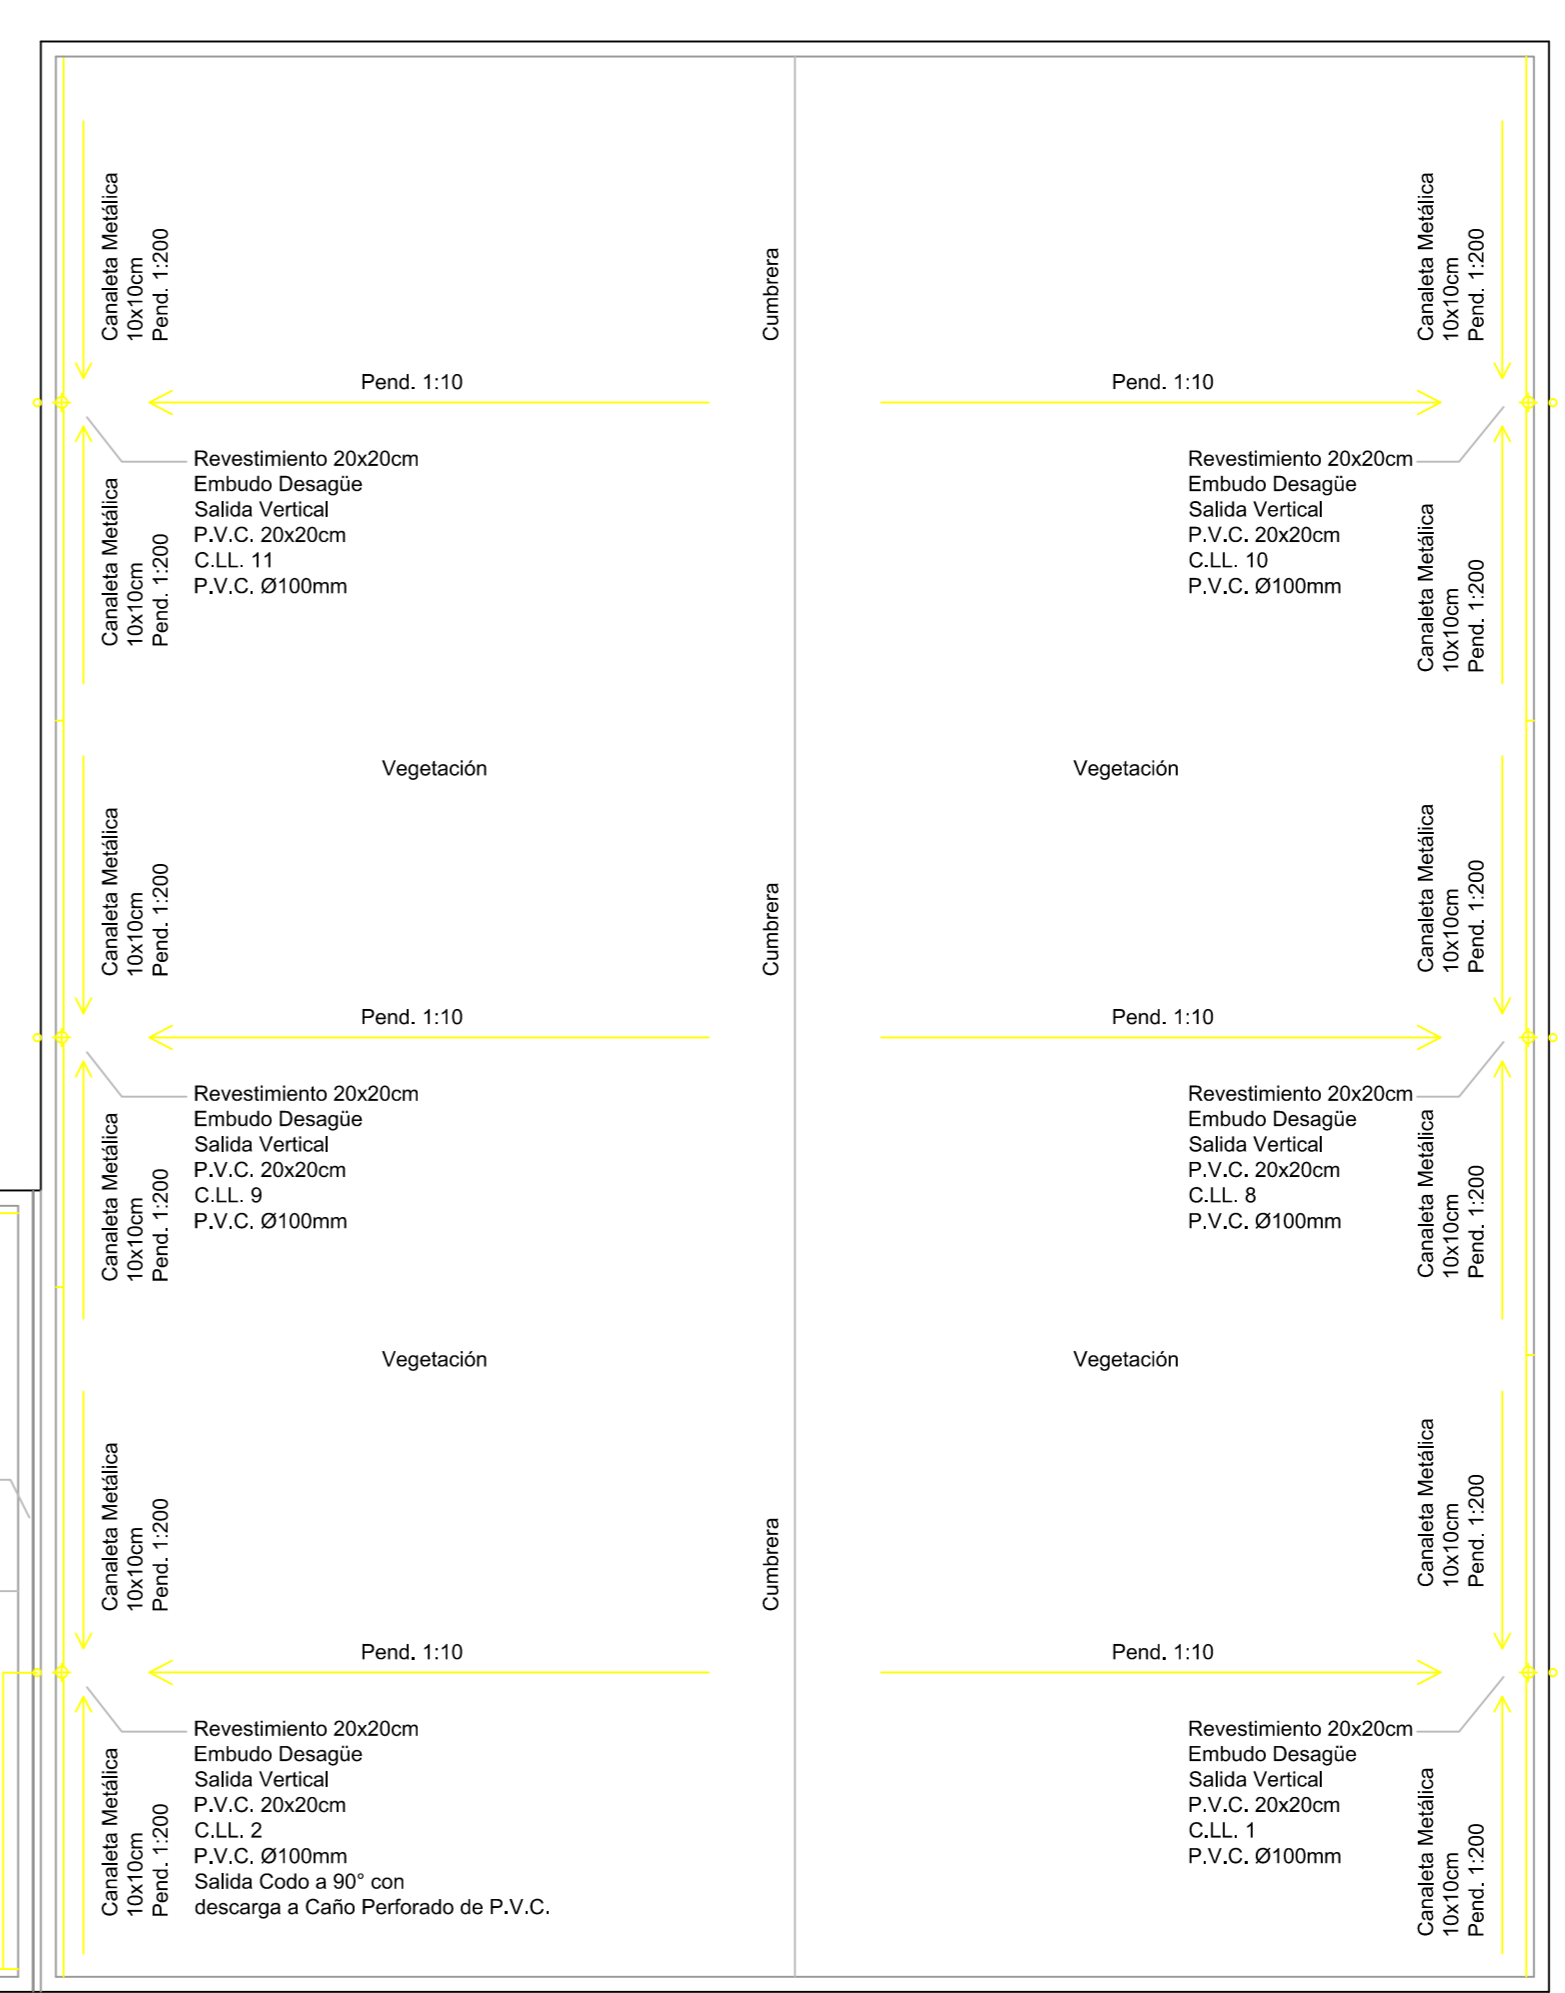 Canaleta Metálica
10x10cm
Pend. 1:200
Cumbrera
Canaleta Metálica
10x10cm
Pend. 1:200
Pend. 1:10
Pend. 1:10
Canaleta Metálica
10x10cm
Pend. 1:200
Revestimiento 20x20cm
Embudo Desagüe
Salida Vertical
P.V.C. 20x20cm
C.LL. 11
P.V.C. Ø100mm
Revestimiento 20x20cm
Embudo Desagüe
Salida Vertical
P.V.C. 20x20cm
C.LL. 10
P.V.C. Ø100mm
Canaleta Metálica
10x10cm
Pend. 1:200
Vegetación
Vegetación
Canaleta Metálica
10x10cm
Pend. 1:200
Cumbrera
Canaleta Metálica
10x10cm
Pend. 1:200
Pend. 1:10
Pend. 1:10
Canaleta Metálica
10x10cm
Pend. 1:200
Revestimiento 20x20cm
Embudo Desagüe
Salida Vertical
P.V.C. 20x20cm
C.LL. 9
P.V.C. Ø100mm
Revestimiento 20x20cm
Embudo Desagüe
Salida Vertical
P.V.C. 20x20cm
C.LL. 8
P.V.C. Ø100mm
Canaleta Metálica
10x10cm
Pend. 1:200
Vegetación
Vegetación
Canaleta Metálica
10x10cm
Pend. 1:200
Cumbrera
Canaleta Metálica
10x10cm
Pend. 1:200
Pend. 1:10
Pend. 1:10
Canaleta Metálica
10x10cm
Pend. 1:200
Revestimiento 20x20cm
Embudo Desagüe
Salida Vertical
P.V.C. 20x20cm
C.LL. 2
P.V.C. Ø100mm
Salida Codo a 90° con
descarga a Caño Perforado de P.V.C.
Revestimiento 20x20cm
Embudo Desagüe
Salida Vertical
P.V.C. 20x20cm
C.LL. 1
P.V.C. Ø100mm
Canaleta Metálica
10x10cm
Pend. 1:200